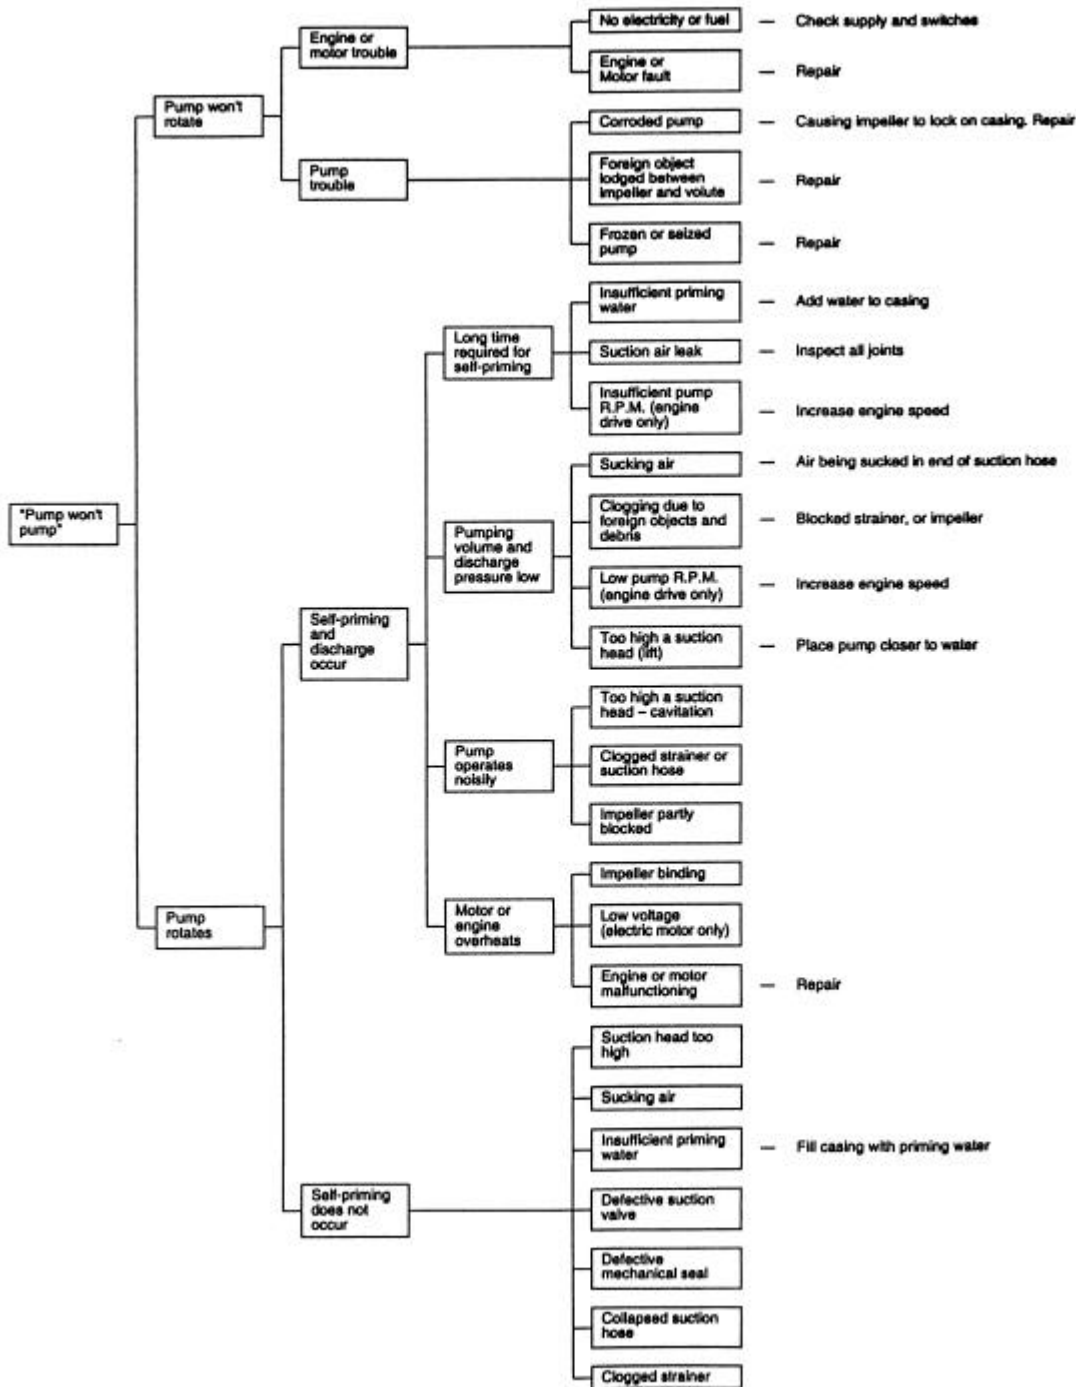 No electricity or fuel — Check supply and switches
Engine or
motor trouble
Engine or
Motor fault — Repair
Pump won't
rotate
Corroded pump — Causing impeller to lock on casing. Repair
Pump
trouble
Foreign object
lodged between
impeller and volute — Repair
Frozen or seized
pump — Repair
Insufficient priming
water — Add water to casing
Long time
required for
self-priming
Suction air leak — Inspect all joints
Insufficient pump
R.P.M. (engine
drive only) — Increase engine speed
Sucking air — Air being sucked in end of suction hose
"Pump won't
pump"
Clogging due to
foreign objects and
debris — Blocked strainer, or impeller
Pumping
volume and
discharge
pressure low
Low pump R.P.M.
(engine drive only) — Increase engine speed
Self-priming
and
discharge
occur
Too high a suction
head (lift) — Place pump closer to water
Too high a suction
head – cavitation
Pump
operates
noisily
Clogged strainer or
suction hose
Impeller partly
blocked
Impeller binding
Pump
rotates
Motor or
engine
overheats
Low voltage
(electric motor only)
Engine or motor
malfunctioning — Repair
Suction head too
high
Sucking air
Insufficient priming
water — Fill casing with priming water
Self-priming
does not
occur
Defective suction
valve
Defective
mechanical seal
Collapsed suction
hose
Clogged strainer